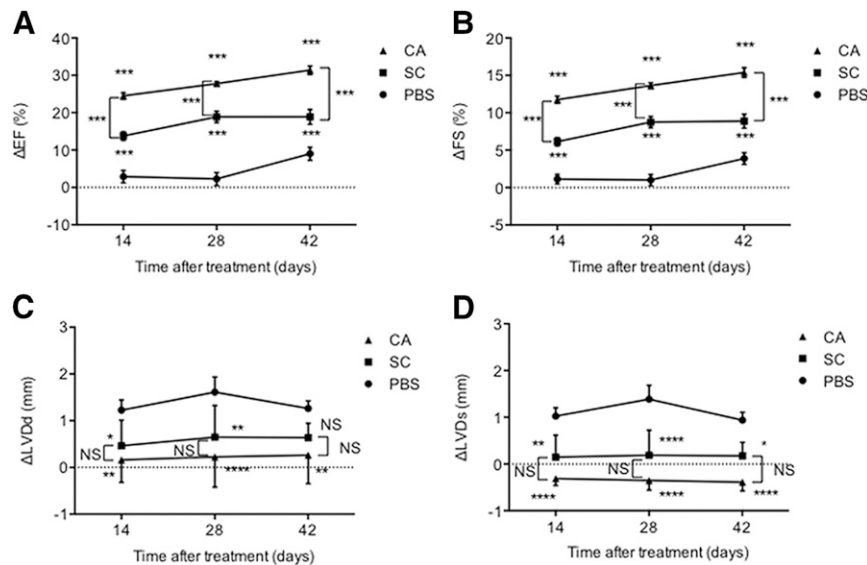 A
40
30
20
10
0
-10
ΔEF (%)
***
***
***
***
***
***
***
***
***
14
28
42
Time after treatment (days)
CA
SC
PBS
B
20
15
10
5
0
-5
ΔFS (%)
***
***
***
***
***
***
***
***
***
14
28
42
Time after treatment (days)
CA
SC
PBS
C
3
2
1
0
-1
ΔLVDd (mm)
*
**
NS
NS
NS
NS
**
****
**
14
28
42
Time after treatment (days)
CA
SC
PBS
D
3
2
1
0
-1
ΔLVDs (mm)
**
****
*
NS
NS
NS
****
****
****
14
28
42
Time after treatment (days)
CA
SC
PBS